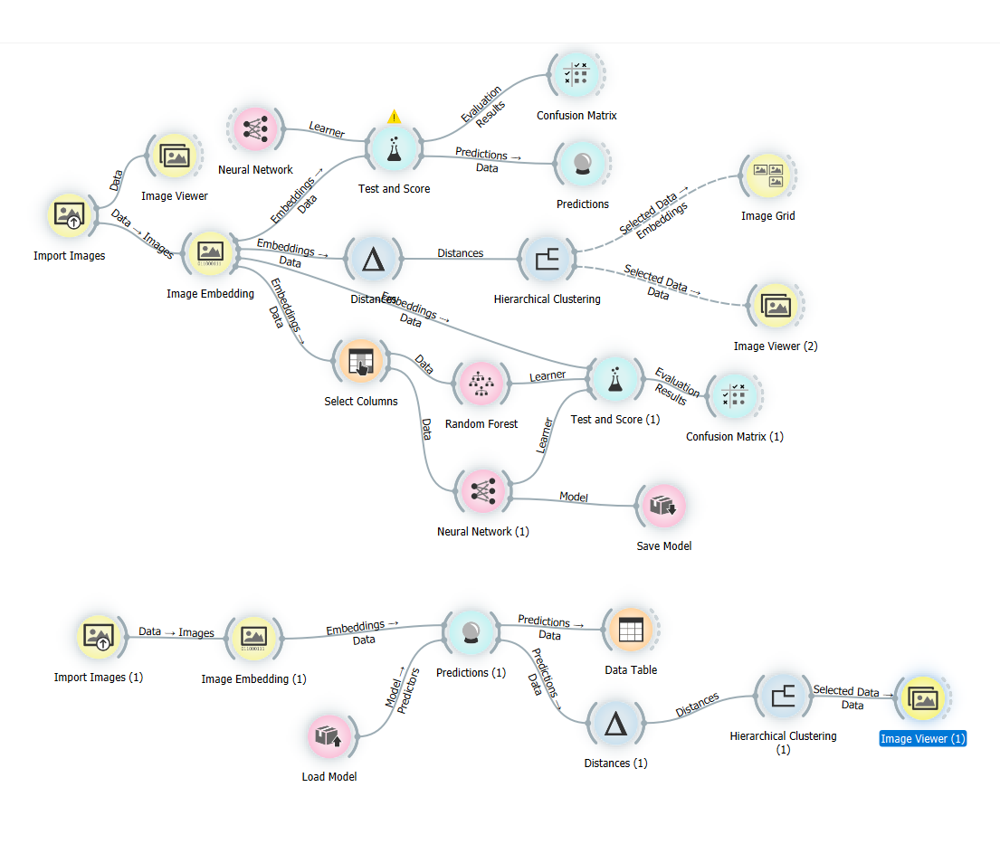 Confusion Matrix
Evaluation
Results
Learner
Neural Network
Test and Score
Predictions →
Data
Predictions
Data
Image Viewer
Embeddings →
Data
Selected Data →
Embeddings
Image Grid
Import Images
Data → Images
Image Embedding
011000111
Embeddings →
Data
Distances
Distances
Hierarchical Clustering
Selected Data →
Data
Image Viewer (2)
Embeddings →
Data
Embeddings →
Data
Select Columns
Data
Random Forest
Learner
Test and Score (1)
Evaluation
Results
Confusion Matrix (1)
Data
Learner
Neural Network (1)
Model
Save Model
Import Images (1)
Data → Images
Image Embedding (1)
011000111
Embeddings →
Data
Predictions (1)
Predictions →
Data
Data Table
Model →
Predictors
Load Model
Predictions →
Data
Distances (1)
Distances
Hierarchical Clustering
(1)
Selected Data →
Data
Image Viewer (1)